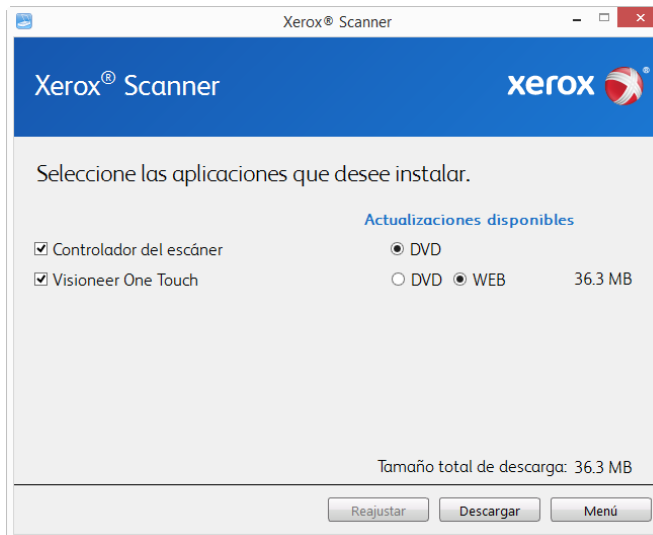 Xerox® Scanner
Xerox® Scanner
xerox ®
Seleccione las aplicaciones que desee instalar.
Actualizaciones disponibles
Controlador del escáner DVD
Visioneer One Touch DVD WEB 36.3 MB
Tamaño total de descarga: 36.3 MB
Reajustar Descargar Menú